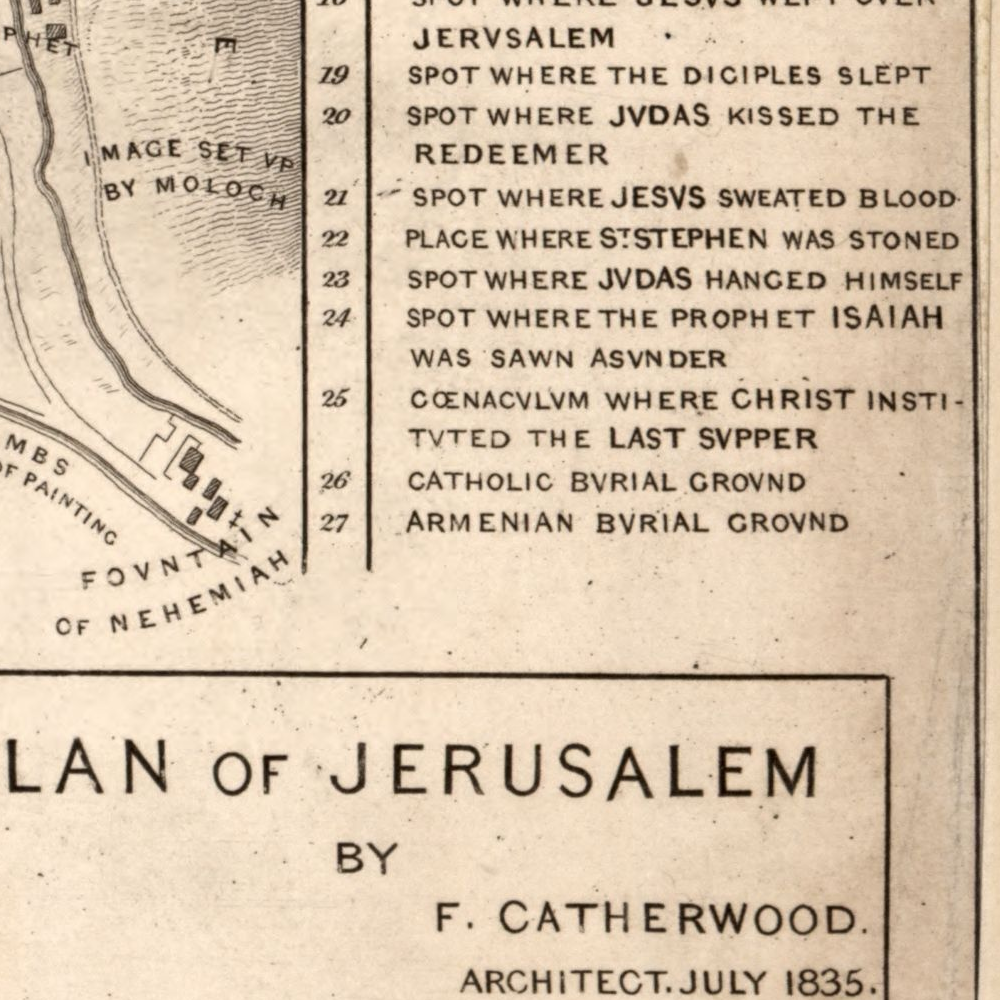 PHET
E
IMAGE SET VP
BY MOLOCH
MBS
OF PAINTING
FOVNTAIN
OF NEHEMIAH
SPOT WHERE JESVS WEPT OVER
JERVSALEM
19 SPOT WHERE THE DICIPLES SLEPT
20 SPOT WHERE JVDAS KISSED THE
REDEEMER
21 SPOT WHERE JESVS SWEATED BLOOD
22 PLACE WHERE ST STEPHEN WAS STONED
23 SPOT WHERE JVDAS HANGED HIMSELF
24 SPOT WHERE THE PROPHET ISAIAH
WAS SAWN ASVNDER
25 CŒNACVLVM WHERE CHRIST INSTI-
TVTED THE LAST SVPPER
26 CATHOLIC BVRIAL GROVND
27 ARMENIAN BVRIAL GROVND
LAN OF JERUSALEM
BY
F. CATHERWOOD.
ARCHITECT. JULY 1835.